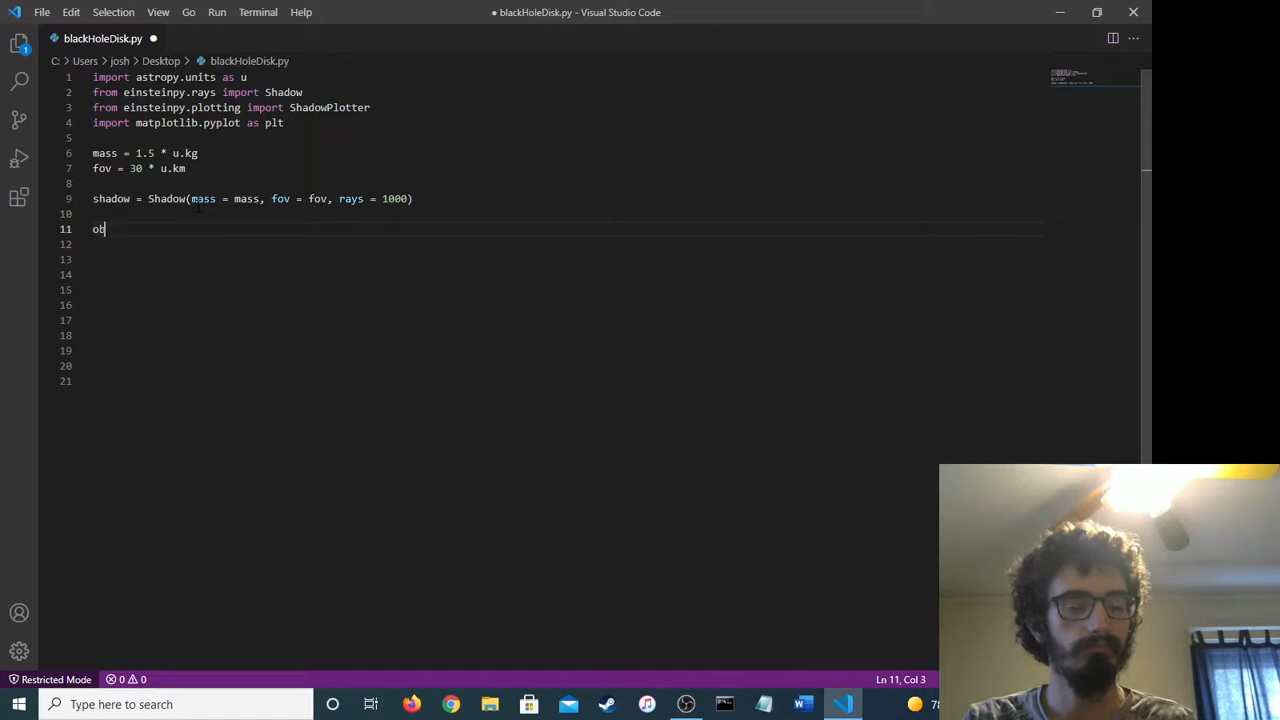 File Edit Selection View Go Run Terminal Help
● blackHoleDisk.py - Visual Studio Code
blackHoleDisk.py ●
C: > Users > josh > Desktop > blackHoleDisk.py
1 import astropy.units as u
2 from einsteinpy.rays import Shadow
3 from einsteinpy.plotting import ShadowPlotter
4 import matplotlib.pyplot as plt
5
6 mass = 1.5 * u.kg
7 fov = 30 * u.km
8
9 shadow = Shadow(mass = mass, fov = fov, rays = 1000)
10
11 ob
12
13
14
15
16
17
18
19
20
21
1
Restricted Mode 0 0 Ln 11, Col 3
Type here to search